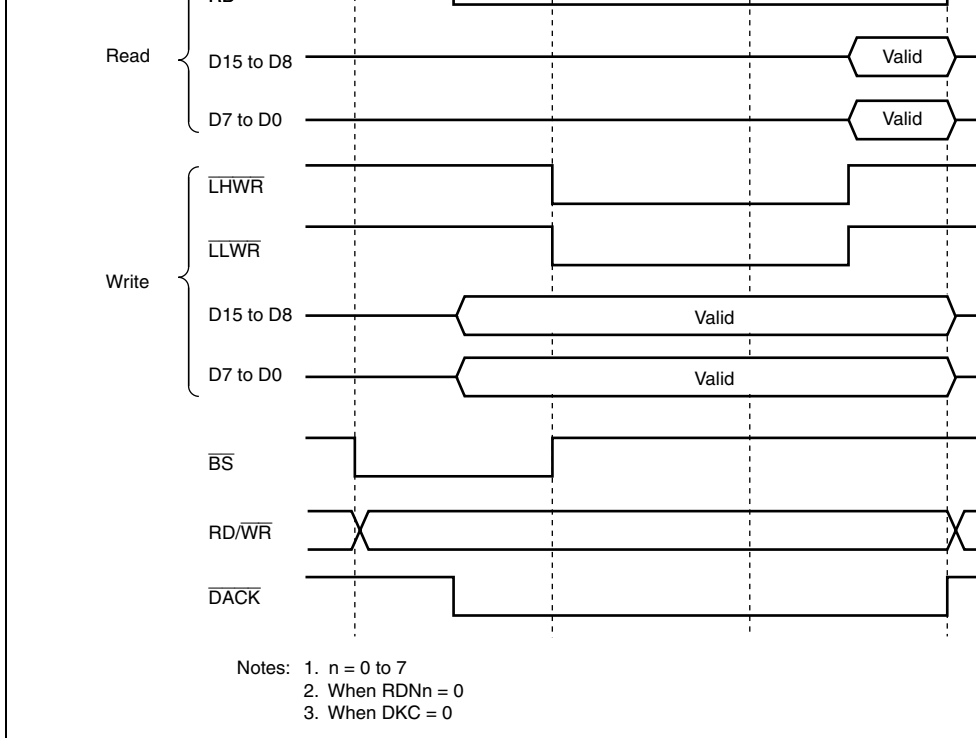 Read
D15 to D8
Valid
D7 to D0
Valid
Write
LHWR
LLWR
D15 to D8
Valid
D7 to D0
Valid
BS
RD/WR
DACK
Notes: 1. n = 0 to 7
2. When RDNn = 0
3. When DKC = 0